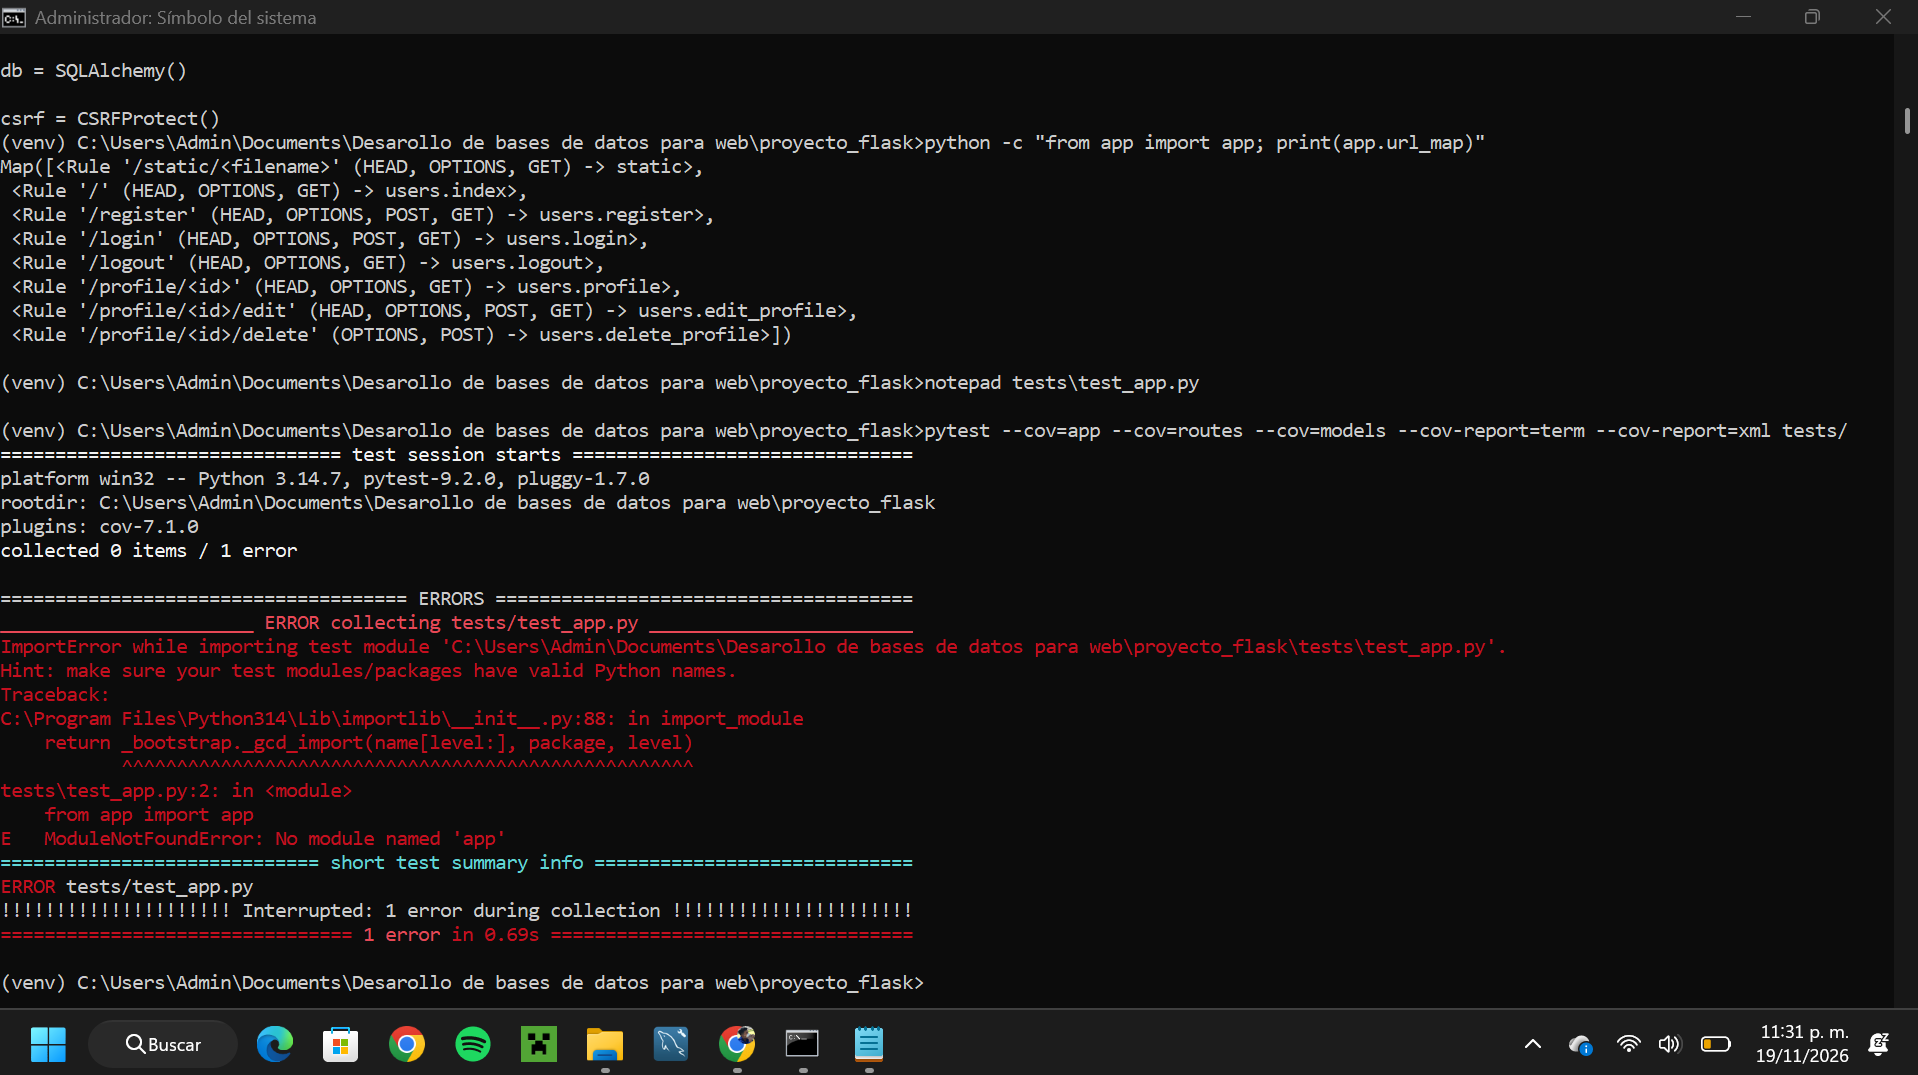 Administrador: Símbolo del sistema
db = SQLAlchemy()
csrf = CSRFProtect()
(venv) C:\Users\Admin\Documents\Desarollo de bases de datos para web\proyecto_flask>python -c "from app import app; print(app.url_map)"
Map([<Rule '/static/<filename>' (HEAD, OPTIONS, GET) -> static>,
 <Rule '/' (HEAD, OPTIONS, GET) -> users.index>,
 <Rule '/register' (HEAD, OPTIONS, POST, GET) -> users.register>,
 <Rule '/login' (HEAD, OPTIONS, POST, GET) -> users.login>,
 <Rule '/logout' (HEAD, OPTIONS, GET) -> users.logout>,
 <Rule '/profile/<id>' (HEAD, OPTIONS, GET) -> users.profile>,
 <Rule '/profile/<id>/edit' (HEAD, OPTIONS, POST, GET) -> users.edit_profile>,
 <Rule '/profile/<id>/delete' (OPTIONS, POST) -> users.delete_profile>])
(venv) C:\Users\Admin\Documents\Desarollo de bases de datos para web\proyecto_flask>notepad tests\test_app.py
(venv) C:\Users\Admin\Documents\Desarollo de bases de datos para web\proyecto_flask>pytest --cov=app --cov=routes --cov=models --cov-report=term --cov-report=xml tests/
=============================== test session starts ===============================
platform win32 -- Python 3.14.7, pytest-9.2.0, pluggy-1.7.0
rootdir: C:\Users\Admin\Documents\Desarollo de bases de datos para web\proyecto_flask
plugins: cov-7.1.0
collected 0 items / 1 error
===================================== ERRORS ======================================
_______________________ ERROR collecting tests/test_app.py ________________________
ImportError while importing test module 'C:\Users\Admin\Documents\Desarollo de bases de datos para web\proyecto_flask\tests\test_app.py'.
Hint: make sure your test modules/packages have valid Python names.
Traceback:
C:\Program Files\Python314\Lib\importlib\__init__.py:88: in import_module
    return _bootstrap._gcd_import(name[level:], package, level)
           ^^^^^^^^^^^^^^^^^^^^^^^^^^^^^^^^^^^^^^^^^^^^^^^^^^^^
tests\test_app.py:2: in <module>
    from app import app
E   ModuleNotFoundError: No module named 'app'
============================= short test summary info =============================
ERROR tests/test_app.py
!!!!!!!!!!!!!!!!!!!!! Interrupted: 1 error during collection !!!!!!!!!!!!!!!!!!!!!!
================================ 1 error in 0.69s =================================
(venv) C:\Users\Admin\Documents\Desarollo de bases de datos para web\proyecto_flask>
Buscar
11:31 p. m.
19/11/2026